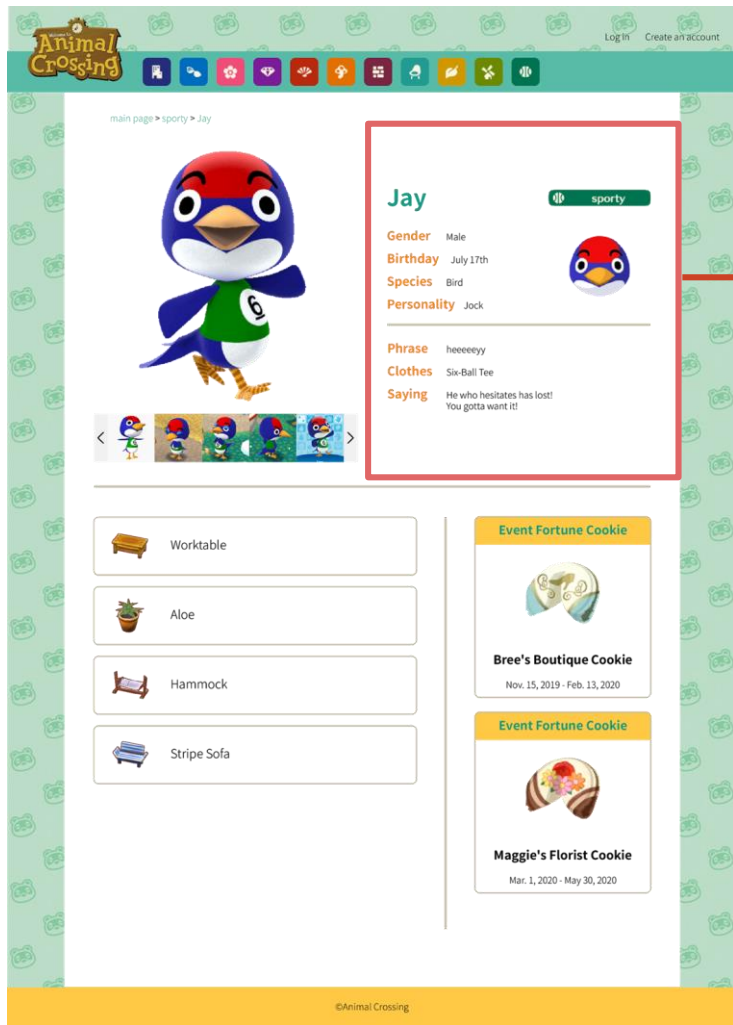 Welcome to
Animal
Crossing
Log In Create an account
main page > sporty > Jay
6
Jay
sporty
Gender Male
Birthday July 17th
Species Bird
Personality Jock
Phrase heeeeeyy
Clothes Six-Ball Tee
Saying He who hesitates has lost!
You gotta want it!
Worktable
Aloe
Hammock
Stripe Sofa
Event Fortune Cookie
Bree's Boutique Cookie
Nov. 15, 2019 - Feb. 13, 2020
Event Fortune Cookie
Maggie's Florist Cookie
Mar. 1, 2020 - May 30, 2020
©Animal Crossing